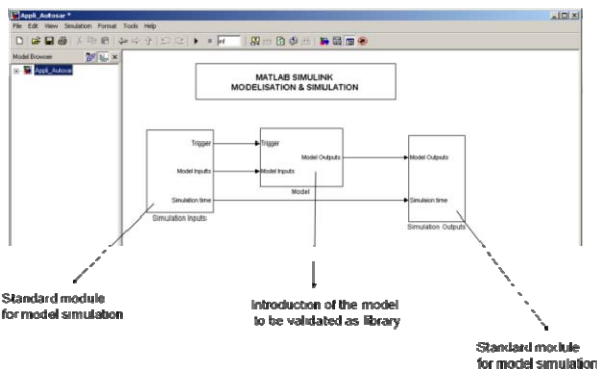 Appli_Autosar *
File Edit View Simulation Format Tools Help
inf
Model Browser
Appli_Autosar
MATLAB SIMULINK
MODELISATION & SIMULATION
Trigger
Model Inputs
Simulation time
Simulation Inputs
Trigger
Model Inputs
Model Outputs
Model
Model Outputs
Simulation time
Simulation Outputs
Standard module
for model simulation
Introduction of the model
to be validated as library
Standard module
for model simulation